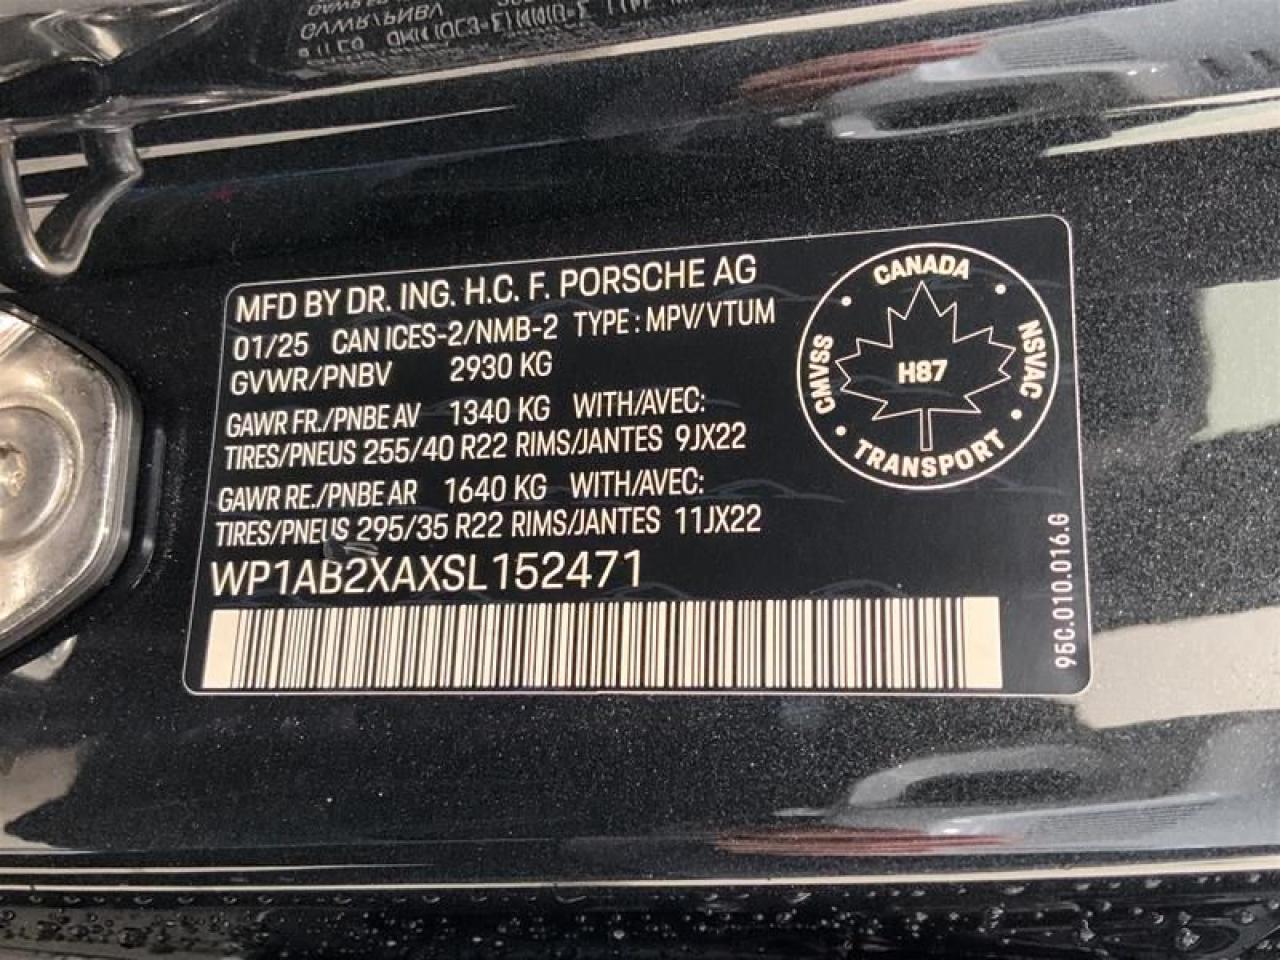 MFD BY DR. ING. H.C. F. PORSCHE AG
01/25 CAN ICES-2/NMB-2 TYPE : MPV/VTUM
GVWR/PNBV 2930 KG
GAWR FR./PNBE AV 1340 KG WITH/AVEC:
TIRES/PNEUS 255/40 R22 RIMS/JANTES 9JX22
GAWR RE./PNBE AR 1640 KG WITH/AVEC:
TIRES/PNEUS 295/35 R22 RIMS/JANTES 11JX22
WP1AB2XAXSL152471
CANADA
CMVSS
NSVAC
H87
TRANSPORT
95C.010.016.G